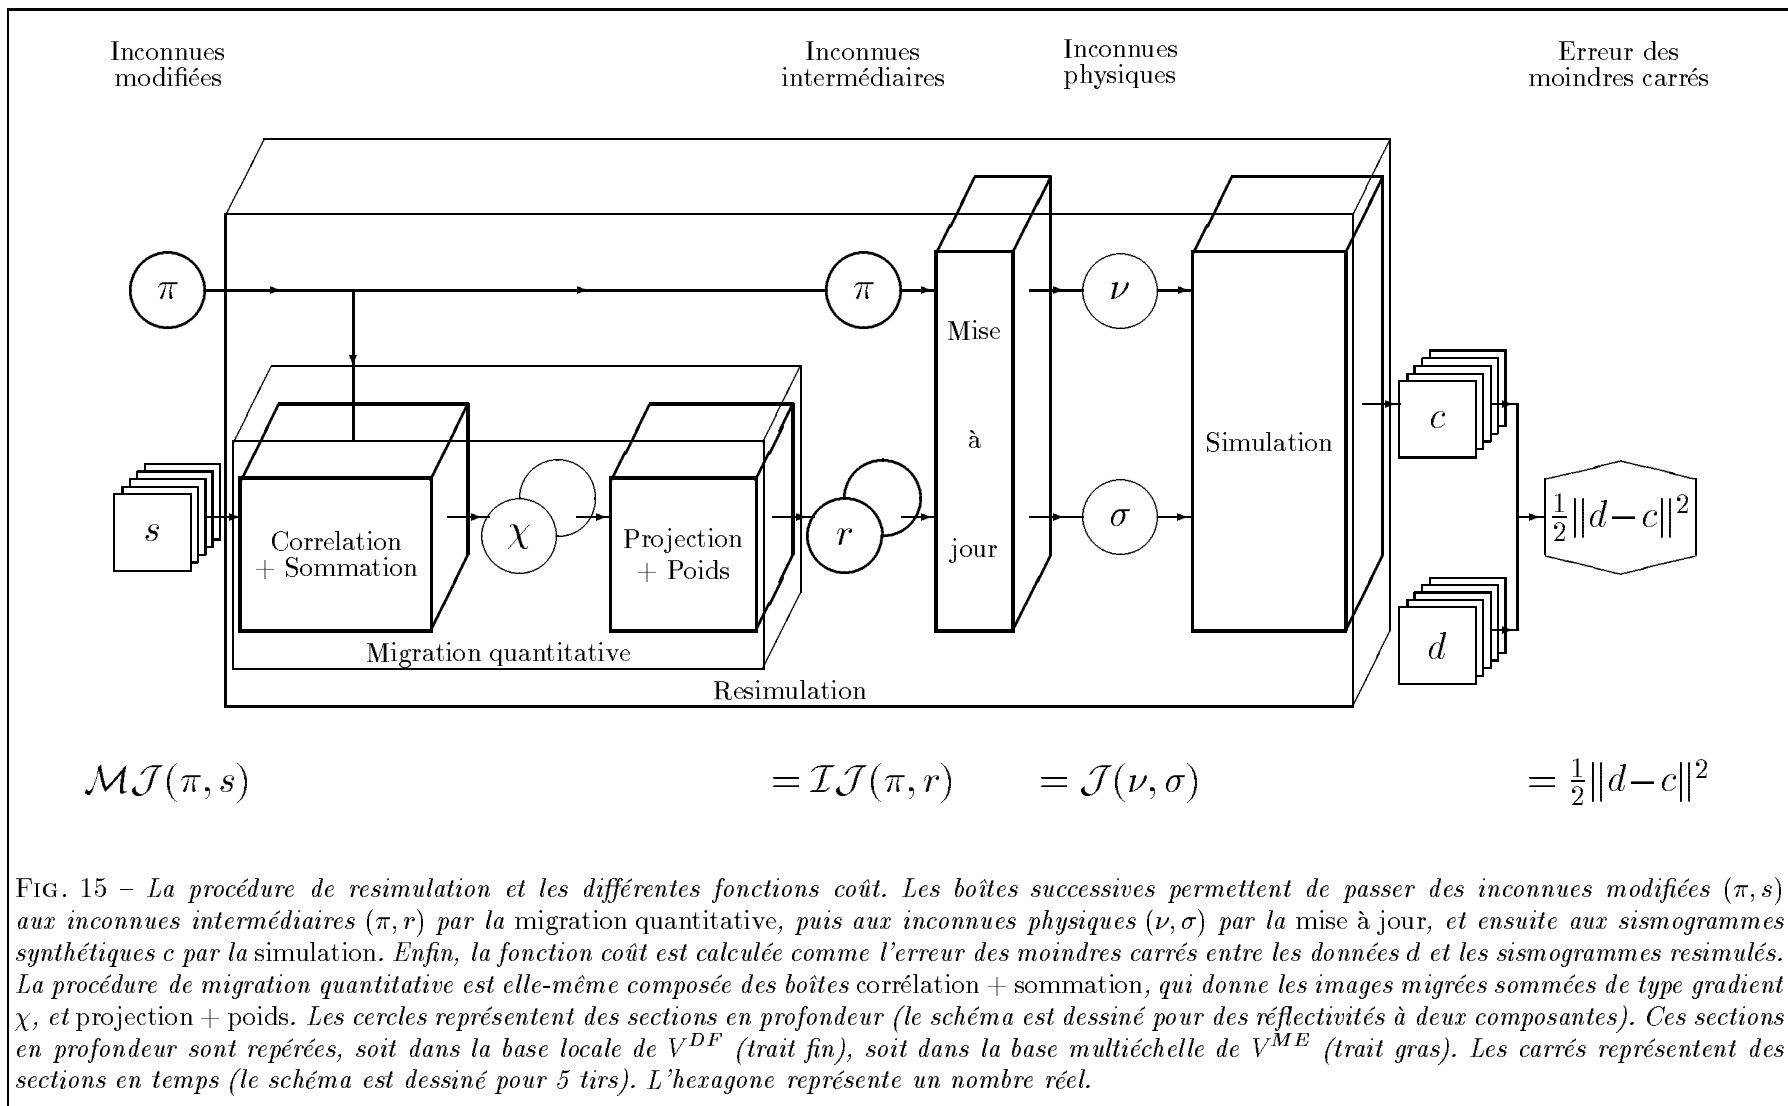 Inconnues
modifiées
Inconnues
intermédiaires
Inconnues
physiques
Erreur des
moindres carrés
π
π
ν
Mise
à
jour
s
Correlation
+ Sommation
χ
Projection
+ Poids
r
σ
Simulation
c
d
½‖d−c‖²
Migration quantitative
Resimulation
ℳ𝒥(π, s)
= ℐ𝒥(π, r)
= 𝒥(ν, σ)
= ½‖d−c‖²
FIG. 15 – La procédure de resimulation et les différentes fonctions coût. Les boîtes successives permettent de passer des inconnues modifiées (π, s)
aux inconnues intermédiaires (π, r) par la migration quantitative, puis aux inconnues physiques (ν, σ) par la mise à jour, et ensuite aux sismogrammes
synthétiques c par la simulation. Enfin, la fonction coût est calculée comme l'erreur des moindres carrés entre les données d et les sismogrammes resimulés.
La procédure de migration quantitative est elle-même composée des boîtes corrélation + sommation, qui donne les images migrées sommées de type gradient
χ, et projection + poids. Les cercles représentent des sections en profondeur (le schéma est dessiné pour des réflectivités à deux composantes). Ces sections
en profondeur sont repérées, soit dans la base locale de V^DF (trait fin), soit dans la base multiéchelle de V^ME (trait gras). Les carrés représentent des
sections en temps (le schéma est dessiné pour 5 tirs). L'hexagone représente un nombre réel.